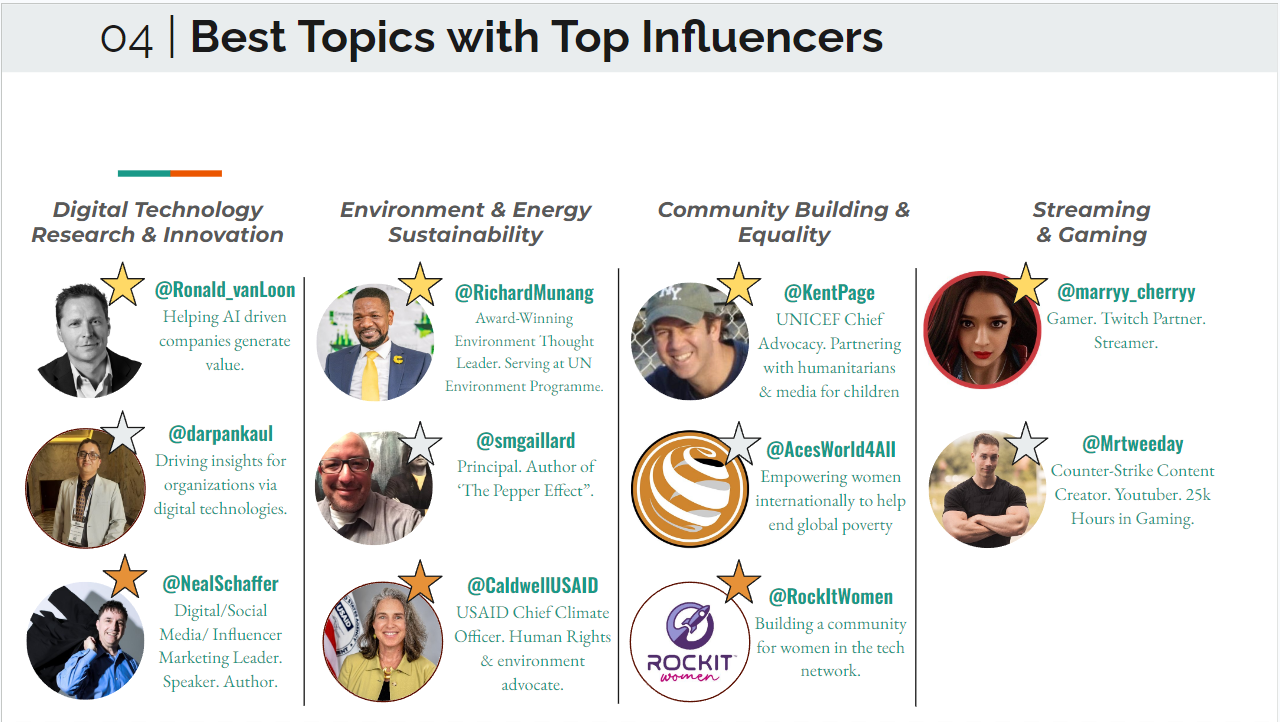 04 | Best Topics with Top Influencers
Digital Technology
Research & Innovation
@Ronald_vanLoon
Helping AI driven
companies generate
value.
@darpankaul
Driving insights for
organizations via
digital technologies.
@NealSchaffer
Digital/Social
Media/ Influencer
Marketing Leader.
Speaker. Author.
Environment & Energy
Sustainability
@RichardMunang
Award-Winning
Environment Thought
Leader. Serving at UN
Environment Programme.
@smgaillard
Principal. Author of
‘The Pepper Effect”.
@CaldwellUSAID
USAID Chief Climate
Officer. Human Rights
& environment
advocate.
USAID
Community Building &
Equality
@KentPage
UNICEF Chief
Advocacy. Partnering
with humanitarians
& media for children
NY
@AcesWorld4All
Empowering women
internationally to help
end global poverty
@RockItWomen
Building a community
for women in the tech
network.
ROCKIT™
women
Streaming
& Gaming
@marryy_cherryy
Gamer. Twitch Partner.
Streamer.
@Mrtweeday
Counter-Strike Content
Creator. Youtuber. 25k
Hours in Gaming.